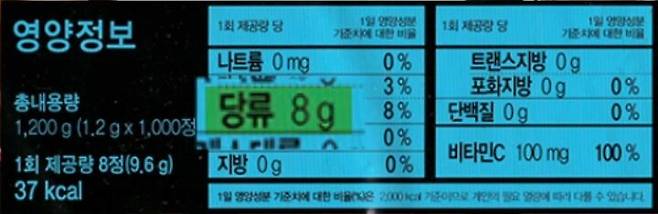 영양정보
총내용량
1,200 g (1.2 g x 1,000정
1회 제공량 8정(9.6 g)
37 kcal
1회 제공량 당 1일 영양성분
기준치에 대한 비율
나트륨 0 mg 0 %
3 %
당류 8 g 8 %
0 %
지방 0 g 0 %
1회 제공량 당 1일 영양성분
기준치에 대한 비율
트랜스지방 0 g
포화지방 0 g 0 %
단백질 0 g 0 %
비타민C 100 mg 100 %
1일 영양성분 기준치에 대한 비율(%)은 2,000 kcal 기준이므로 개인의 필요 열량에 따라 다를 수 있습니다.